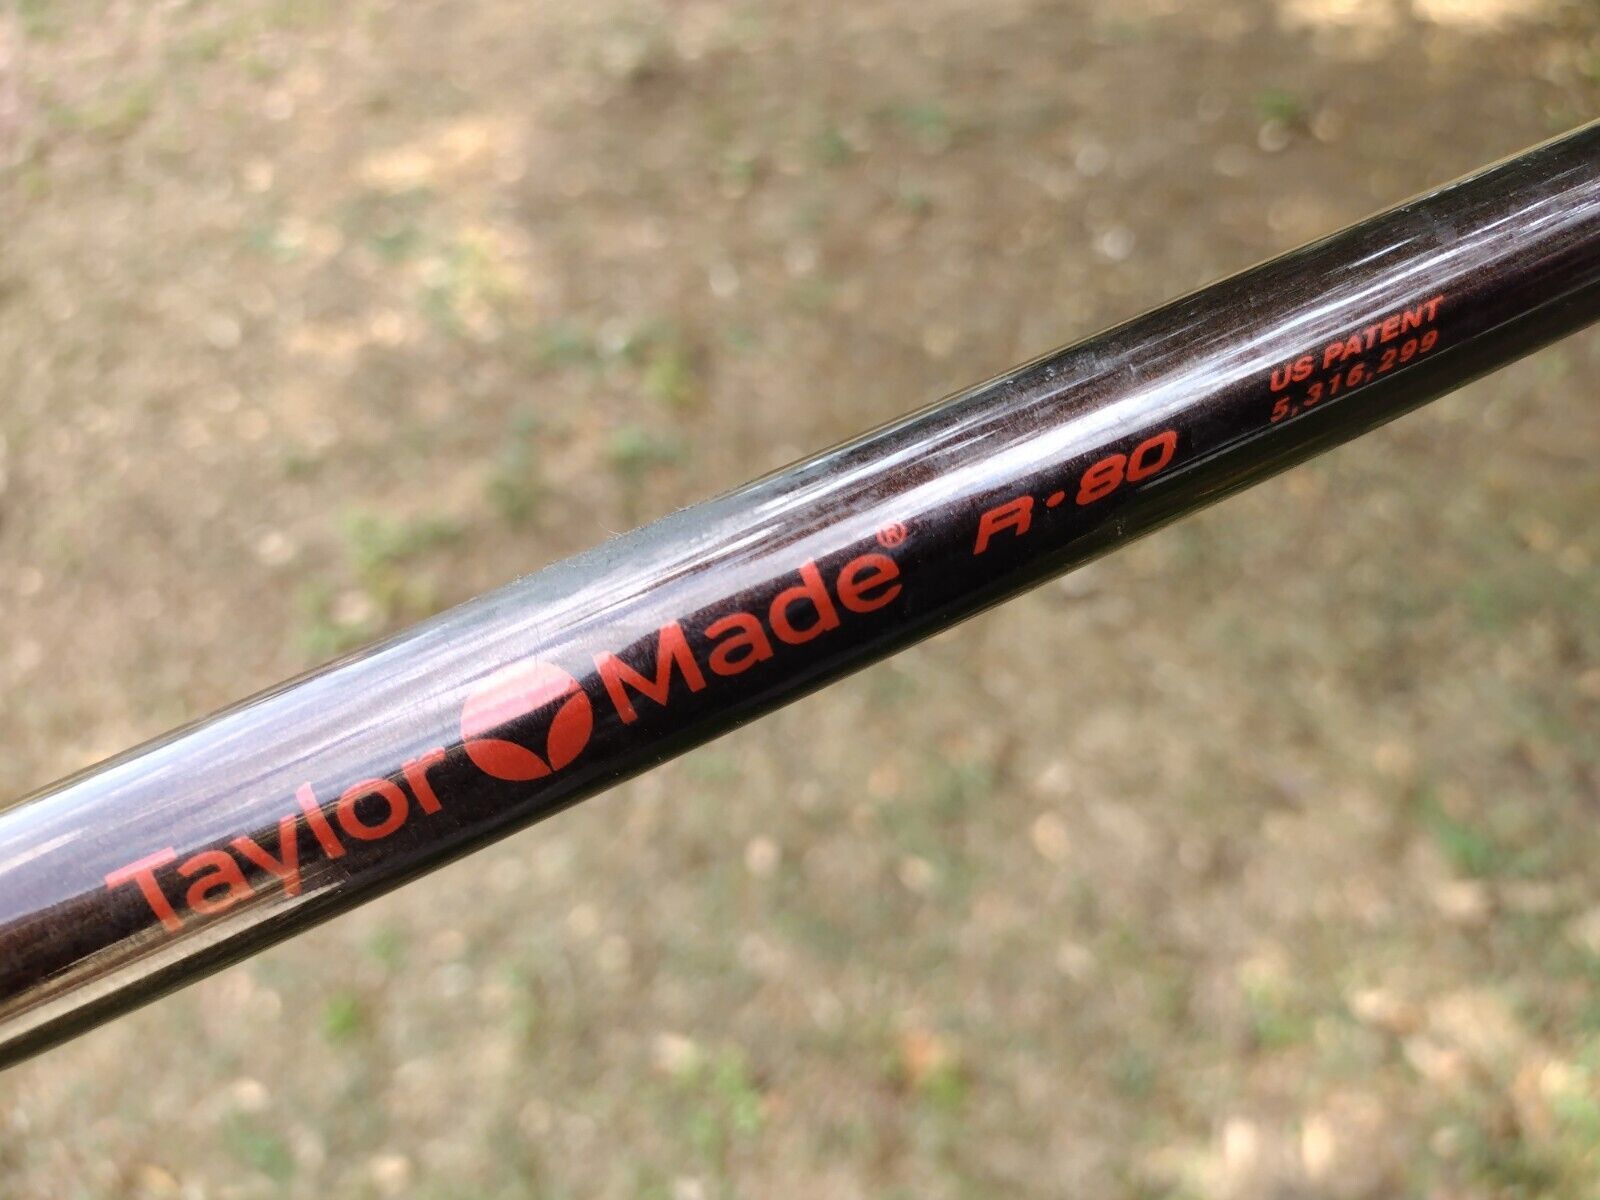 TaylorMade® R•80
US PATENT
5,316,299